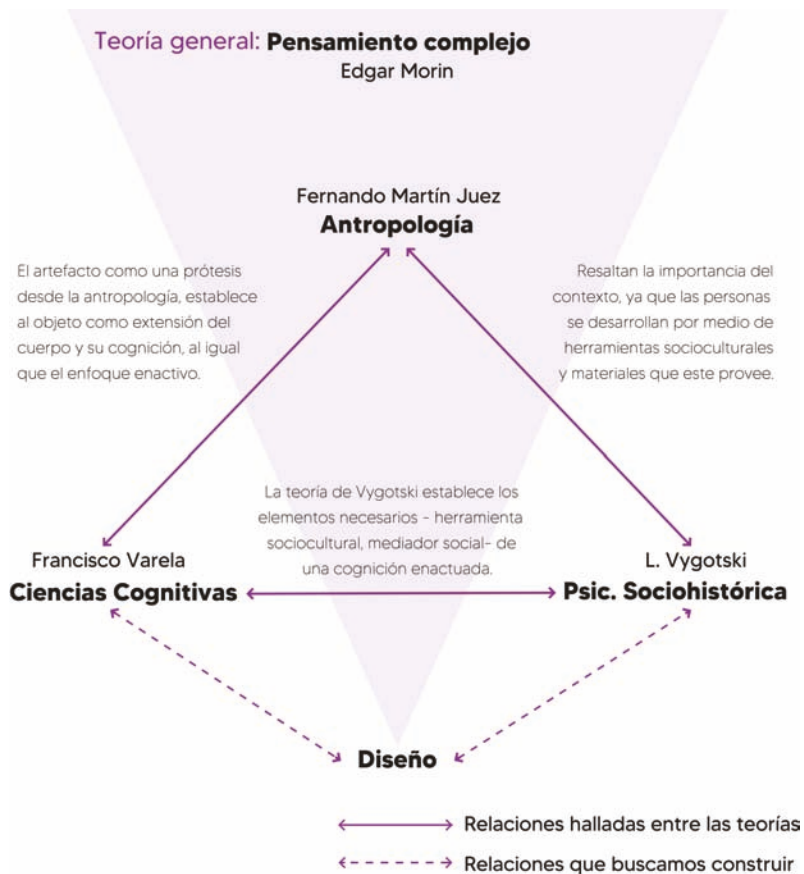 Teoría general: Pensamiento complejo
Edgar Morin
Fernando Martín Juez
Antropología
El artefacto como una prótesis
desde la antropología, establece
al objeto como extensión del
cuerpo y su cognición, al igual
que el enfoque enactivo.
Resaltan la importancia del
contexto, ya que las personas
se desarrollan por medio de
herramientas socioculturales
y materiales que este provee.
La teoría de Vygotski establece los
elementos necesarios - herramienta
sociocultural, mediador social- de
una cognición enactuada.
Francisco Varela
Ciencias Cognitivas
L. Vygotski
Psic. Sociohistórica
Diseño
Relaciones halladas entre las teorías
Relaciones que buscamos construir